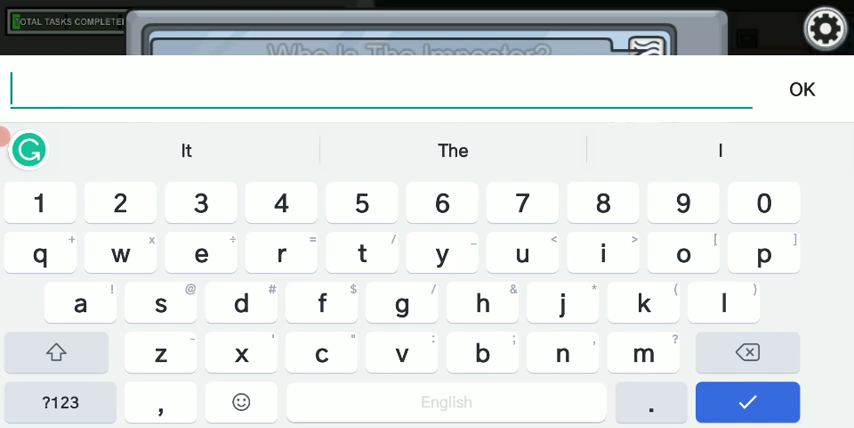 TOTAL TASKS COMPLETED
Who Is The Impostor?
OK
It The I
1 2 3 4 5 6 7 8 9 0
q + w x e ÷ r = t / y _ u < i > o [ p ]
a ! s @ d # f $ g / h & j * k ( l )
z - x ' c " v : b ; n , m ?
?123 , English .